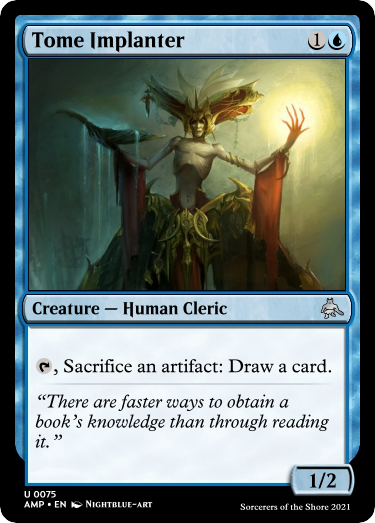 Tome Implanter 1
Creature — Human Cleric
, Sacrifice an artifact: Draw a card.
“There are faster ways to obtain a
book’s knowledge than through reading
it.”
1/2
U 0075
AMP • EN NIGHTBLUE-ART
Sorcerers of the Shore 2021